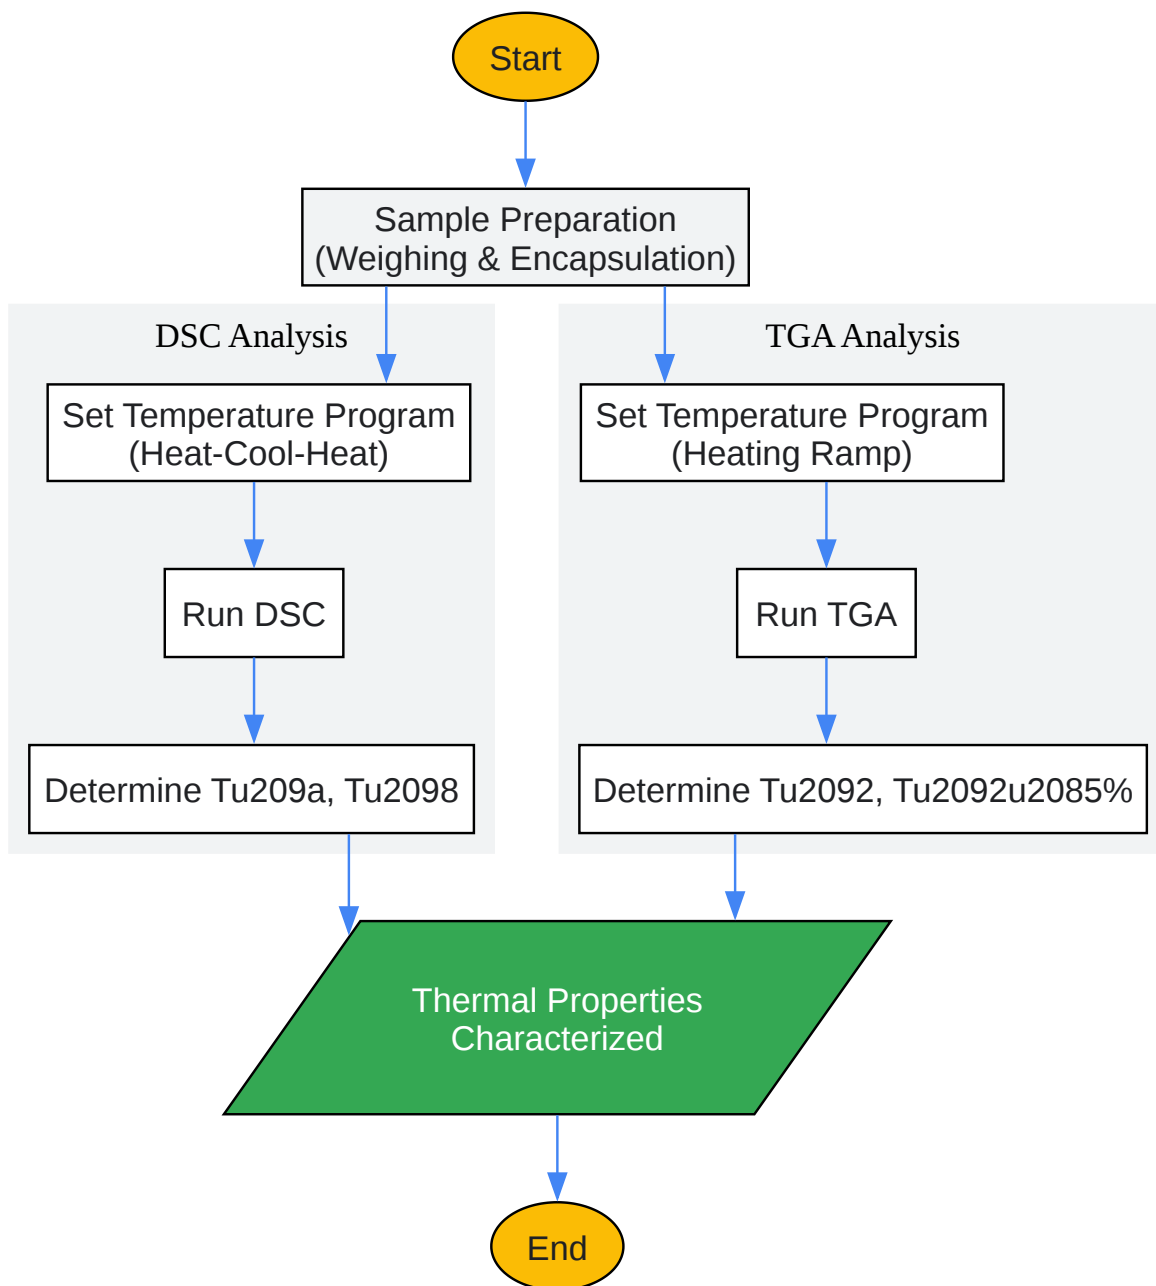 Start
Sample Preparation
(Weighing & Encapsulation)
DSC Analysis
Set Temperature Program
(Heat-Cool-Heat)
Run DSC
Determine Tu209a, Tu2098
TGA Analysis
Set Temperature Program
(Heating Ramp)
Run TGA
Determine Tu2092, Tu2092u2085%
Thermal Properties
Characterized
End